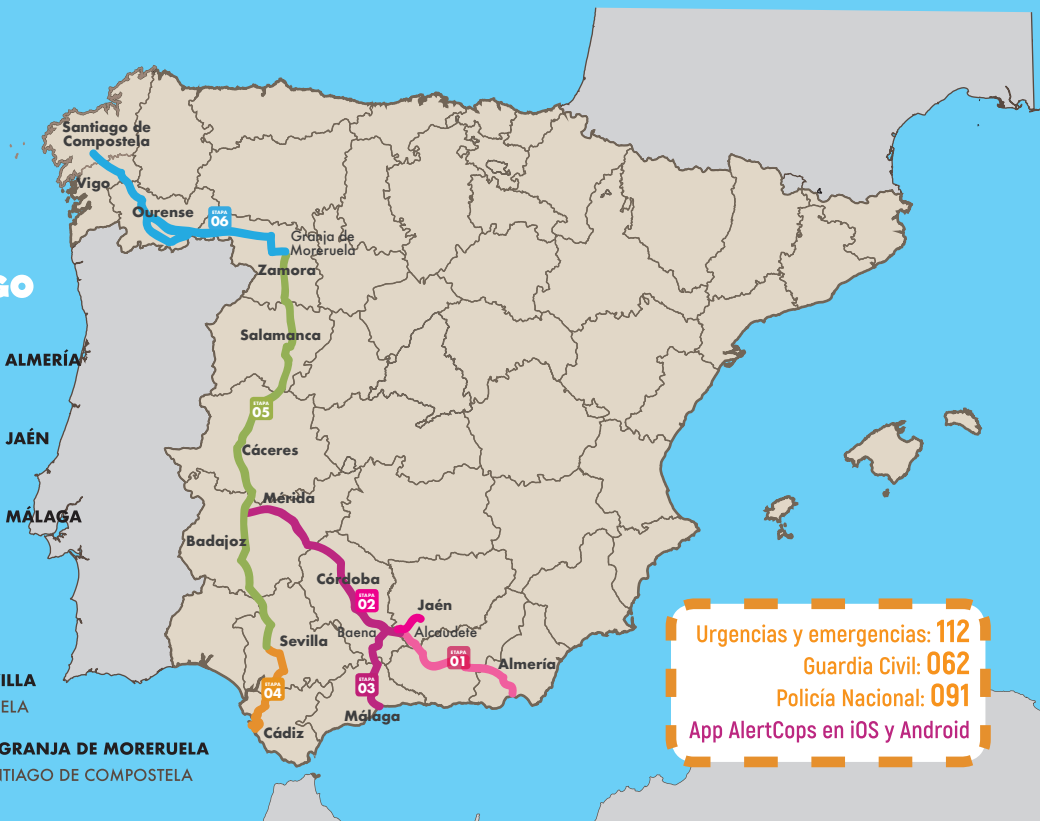 Santiago de
Compostela
Vigo
Ourense
ETAPA
06
Granja de
Moreruela
Zamora
GO
Salamanca
ALMERÍA
ETAPA
05
JAÉN
Cáceres
Mérida
MÁLAGA
Badajoz
Córdoba
ETAPA
02
Jaén
Baena
Alcaudete
Sevilla
ETAPA
01
Almería
ETAPA
03
ETAPA
04
Málaga
Cádiz
ILLA
ELA
GRANJA DE MORERUELA
NTIAGO DE COMPOSTELA
Urgencias y emergencias: 112
Guardia Civil: 062
Policía Nacional: 091
App AlertCops en iOS y Android